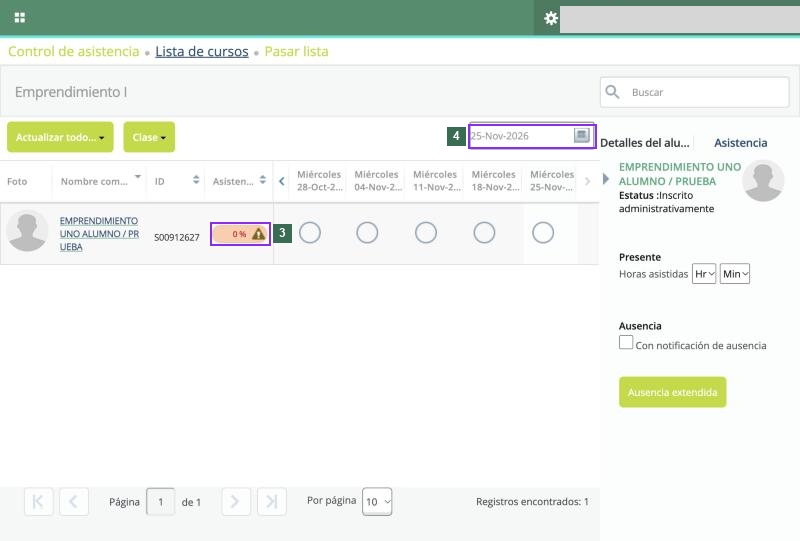 Control de asistencia • Lista de cursos • Pasar lista
Emprendimiento I
Buscar
Actualizar todo...
Clase
4
25-Nov-2026
Detalles del alu...
Asistencia
Foto
Nombre com...
ID
Asisten...
Miércoles
28-Oct-2...
Miércoles
04-Nov-2...
Miércoles
11-Nov-2...
Miércoles
18-Nov-2...
Miércoles
25-Nov-...
EMPRENDIMIENTO
UNO ALUMNO / PR
UEBA
S00912627
0 %
3
EMPRENDIMIENTO UNO
ALUMNO / PRUEBA
Estatus :Inscrito
administrativamente
Presente
Horas asistidas
Hr
Min
Ausencia
Con notificación de ausencia
Ausencia extendida
Página
1
de 1
Por página
10
Registros encontrados: 1